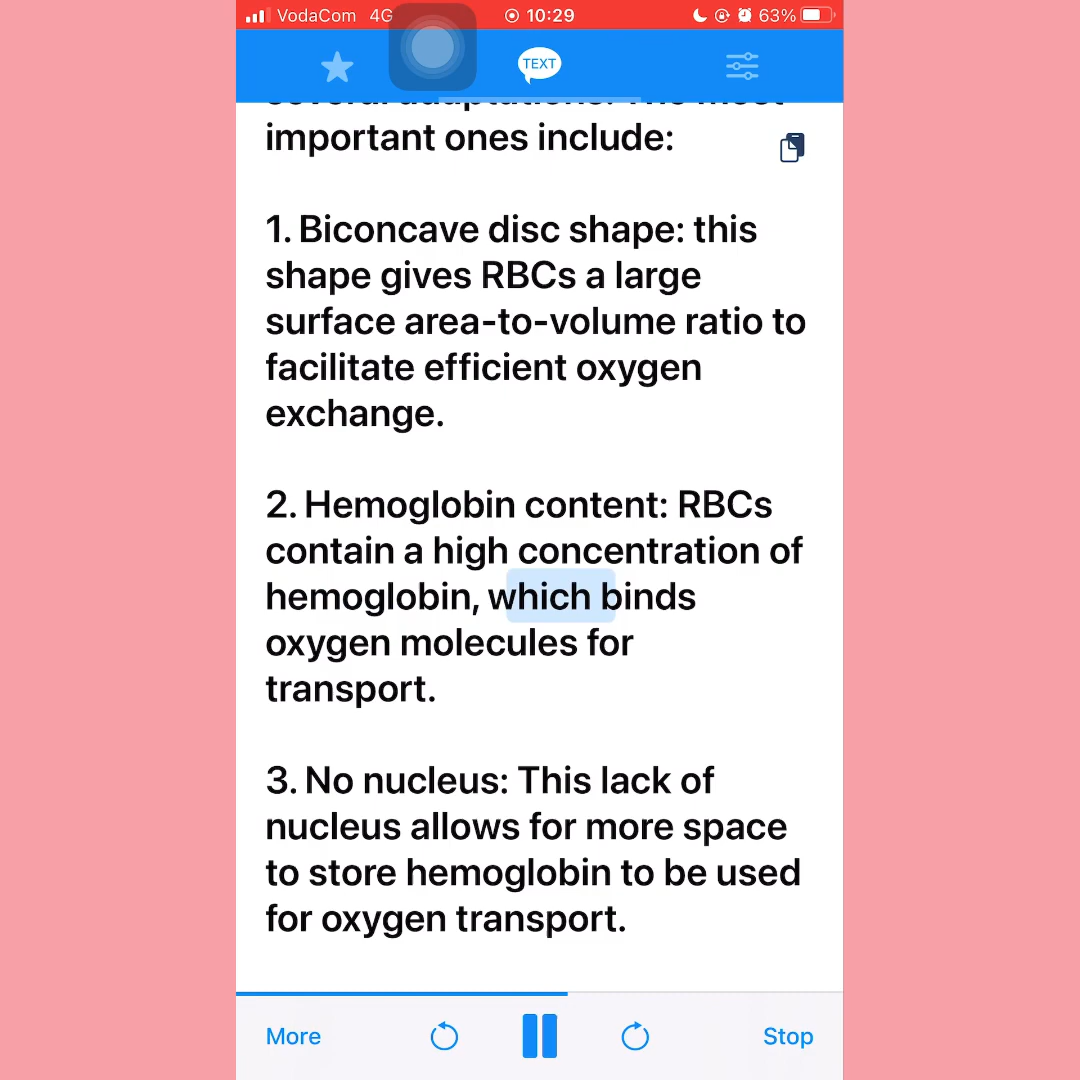 VodaCom 4G 10:29 63%
TEXT
important ones include:
1. Biconcave disc shape: this
shape gives RBCs a large
surface area-to-volume ratio to
facilitate efficient oxygen
exchange.
2. Hemoglobin content: RBCs
contain a high concentration of
hemoglobin, which binds
oxygen molecules for
transport.
3. No nucleus: This lack of
nucleus allows for more space
to store hemoglobin to be used
for oxygen transport.
More Stop